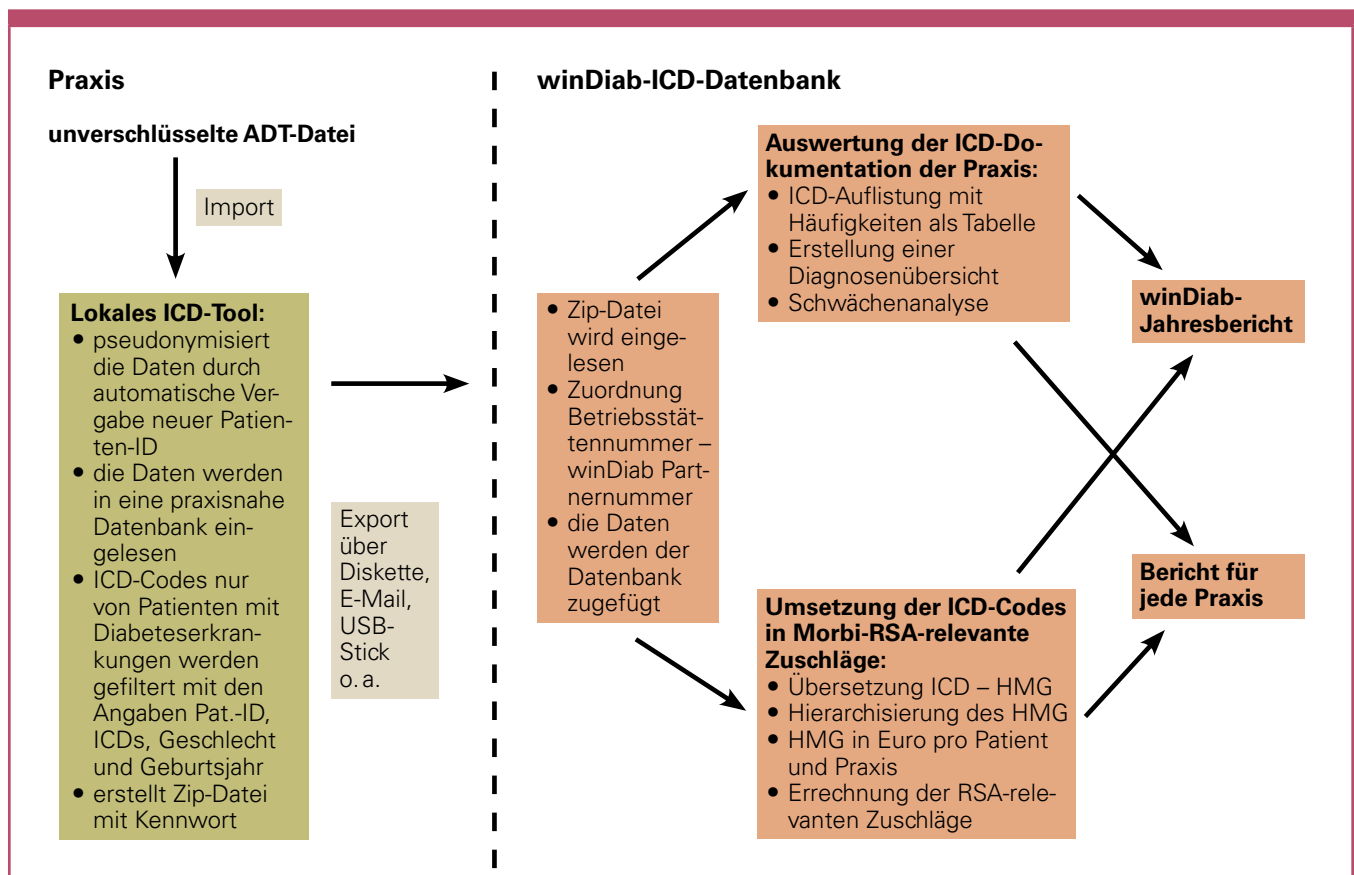 Praxis
unverschlüsselte ADT-Datei
Import
Lokales ICD-Tool:
• pseudonymisiert
die Daten durch
automatische Ver-
gabe neuer Patien-
ten-ID
• die Daten werden
in eine praxisnahe
Datenbank ein-
gelesen
• ICD-Codes nur
von Patienten mit
Diabeteserkran-
kungen werden
gefiltert mit den
Angaben Pat.-ID,
ICDs, Geschlecht
und Geburtsjahr
• erstellt Zip-Datei
mit Kennwort
Export
über
Diskette,
E-Mail,
USB-
Stick
o. a.
winDiab-ICD-Datenbank
• Zip-Datei
wird einge-
lesen
• Zuordnung
Betriebsstät-
tennummer –
winDiab Part-
nernummer
• die Daten
werden der
Datenbank
zugefügt
Auswertung der ICD-Do-
kumentation der Praxis:
• ICD-Auflistung mit
Häufigkeiten als Tabelle
• Erstellung einer
Diagnosenübersicht
• Schwächenanalyse
Umsetzung der ICD-Codes
in Morbi-RSA-relevante
Zuschläge:
• Übersetzung ICD – HMG
• Hierarchisierung des HMG
• HMG in Euro pro Patient
und Praxis
• Errechnung der RSA-rele-
vanten Zuschläge
winDiab-
Jahresbericht
Bericht für
jede Praxis